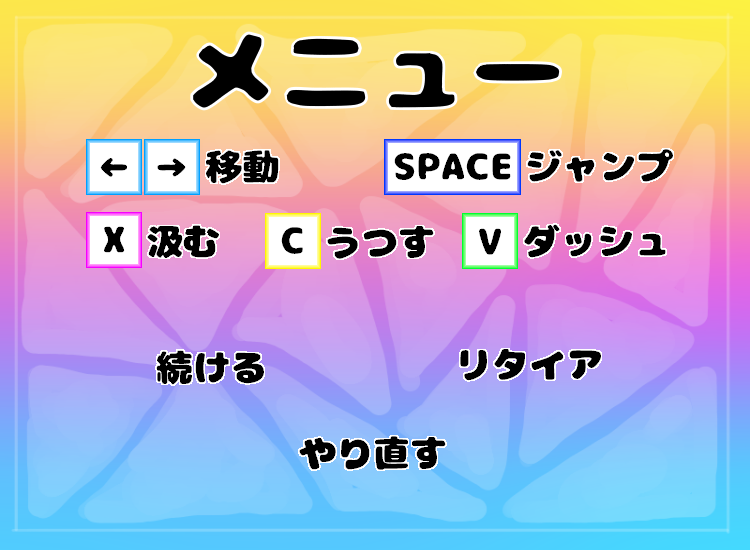 メニュー
← → 移動 SPACE ジャンプ
X 汲む C うつす V ダッシュ
続ける リタイア
やり直す